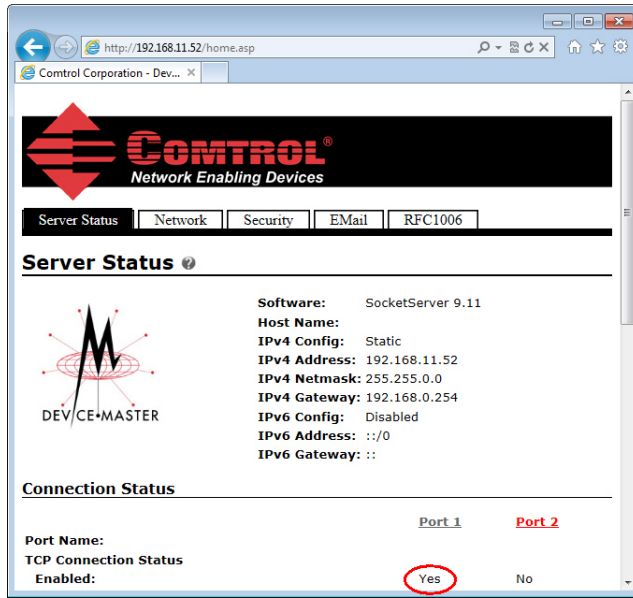 http://192.168.11.52/home.asp
Comtrol Corporation - Dev...
COMTROL®
Network Enabling Devices
Server Status Network Security EMail RFC1006
Server Status
Software: SocketServer 9.11
Host Name:
IPv4 Config: Static
IPv4 Address: 192.168.11.52
IPv4 Netmask: 255.255.0.0
IPv4 Gateway: 192.168.0.254
IPv6 Config: Disabled
IPv6 Address: ::/0
IPv6 Gateway: ::
DEVICE•MASTER
Connection Status
Port 1 Port 2
Port Name:
TCP Connection Status
Enabled: Yes No